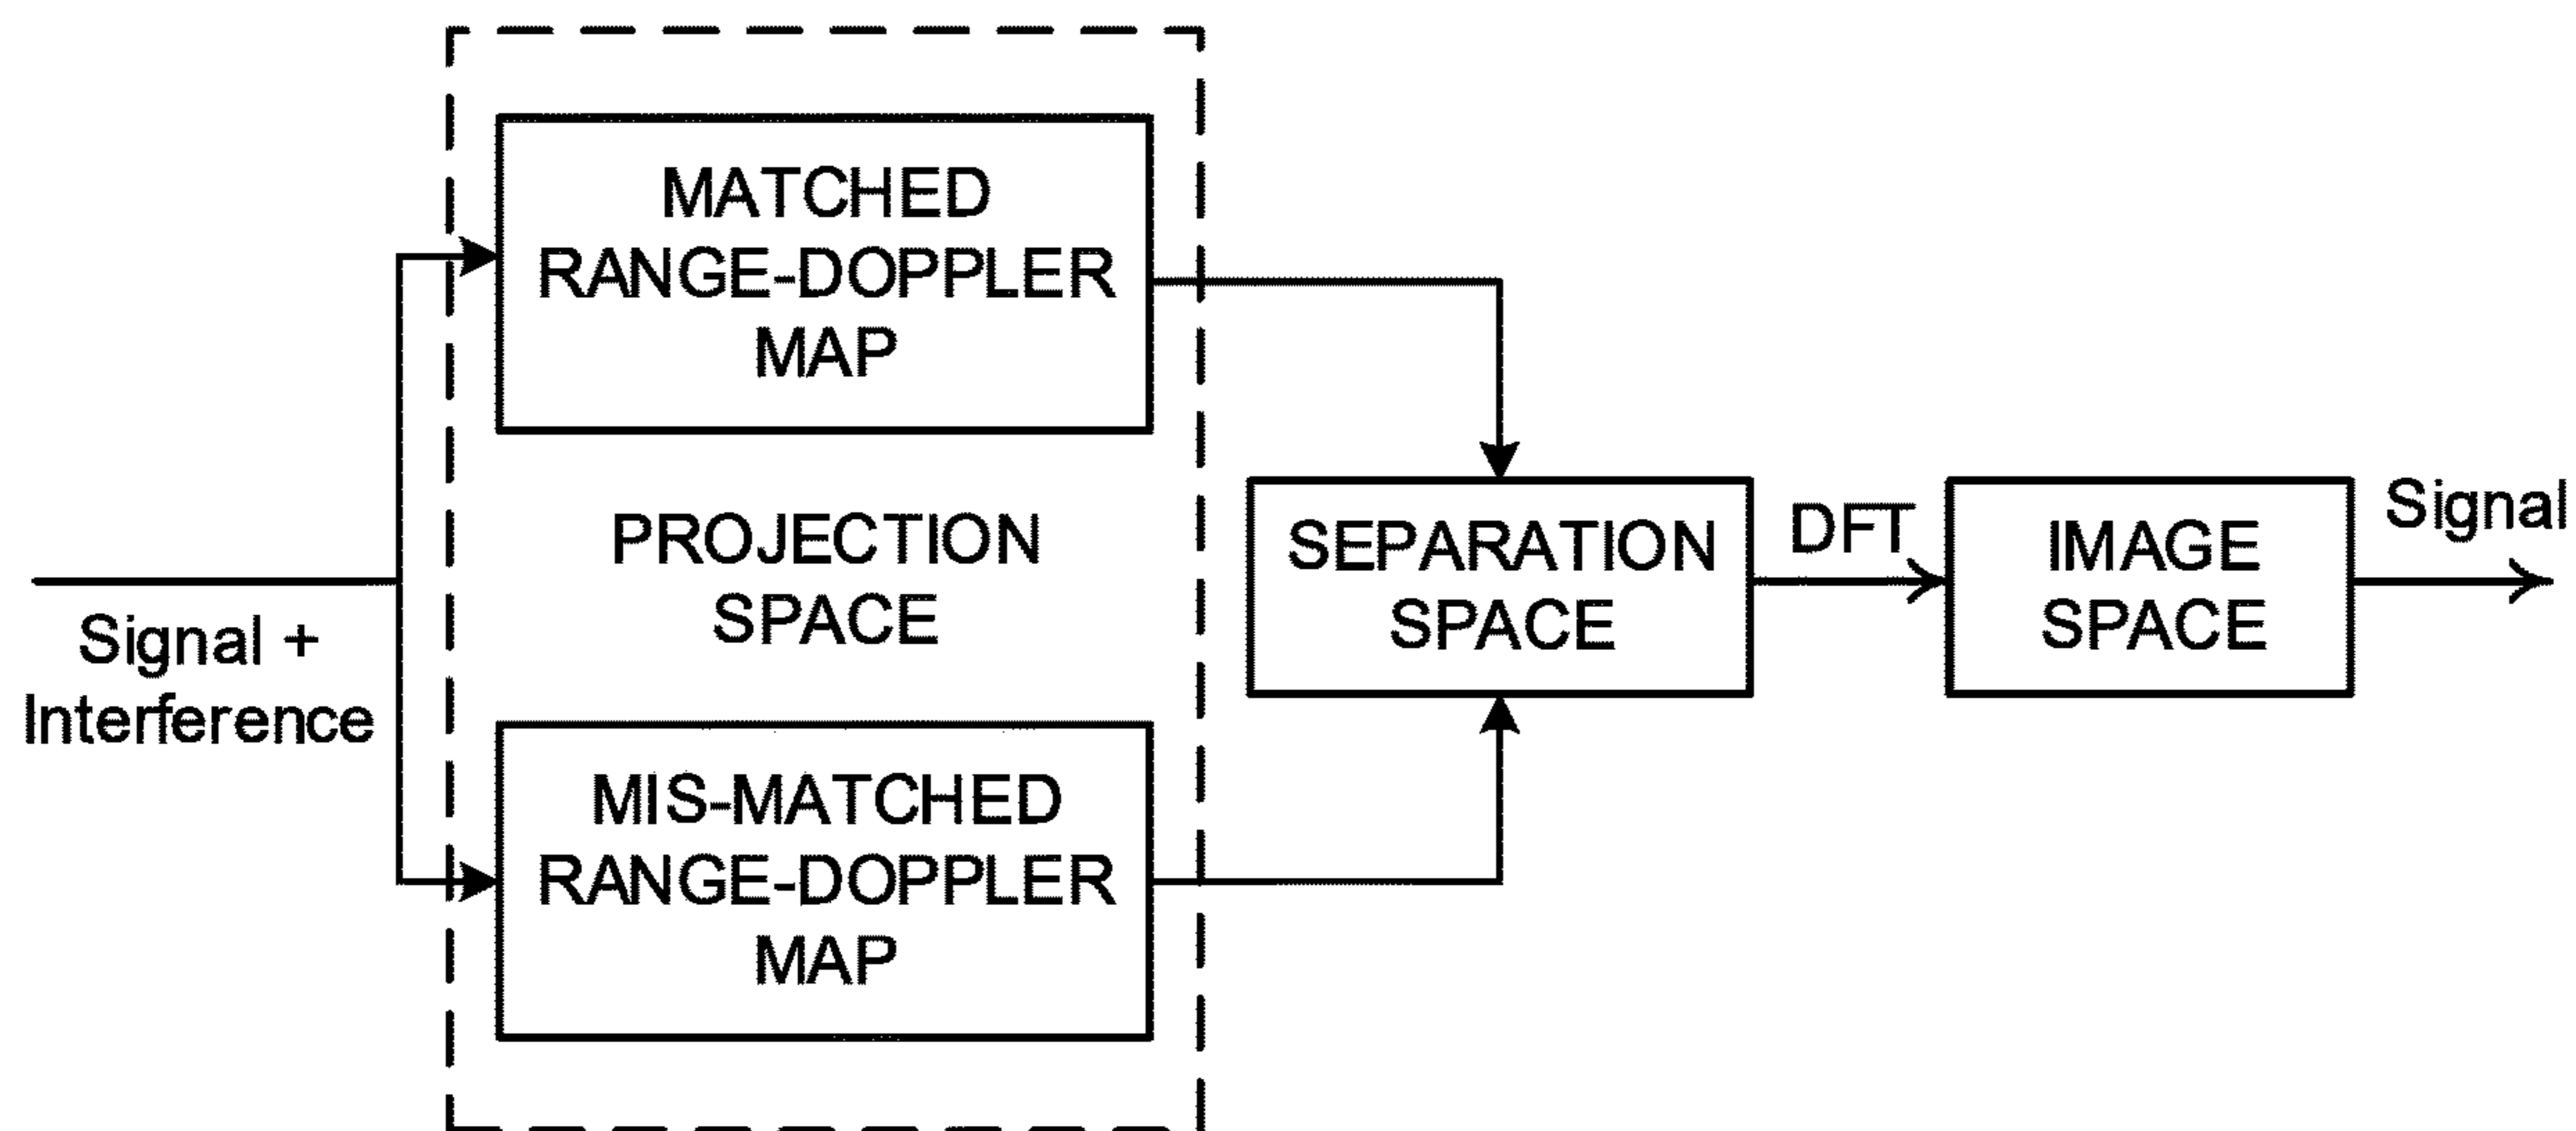 Signal +
Interference
MATCHED
RANGE-DOPPLER
MAP
PROJECTION
SPACE
MIS-MATCHED
RANGE-DOPPLER
MAP
SEPARATION
SPACE
DFT
IMAGE
SPACE
Signal